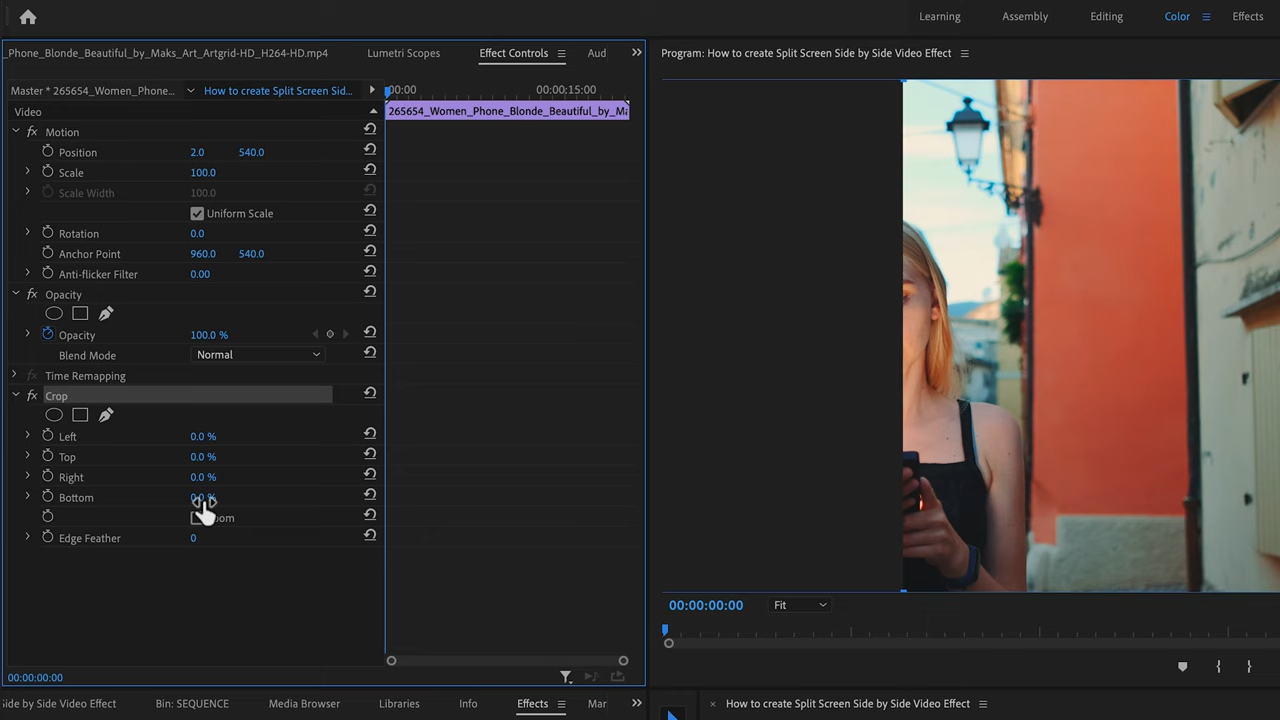 Learning Assembly Editing Color Effects
_Phone_Blonde_Beautiful_by_Maks_Art_Artgrid-HD_H264-HD.mp4 Lumetri Scopes Effect Controls Aud
Program: How to create Split Screen Side by Side Video Effect
Master * 265654_Women_Phone... How to create Split Screen Sid... :00:00 00:00:15:00
Video 265654_Women_Phone_Blonde_Beautiful_by_Ma
fx Motion
Position 2.0 540.0
Scale 100.0
Scale Width 100.0
Uniform Scale
Rotation 0.0
Anchor Point 960.0 540.0
Anti-flicker Filter 0.00
fx Opacity
Opacity 100.0 %
Blend Mode Normal
fx Time Remapping
fx Crop
Left 0.0 %
Top 0.0 %
Right 0.0 %
Bottom
Edge Feather 0
00:00:00:00 Fit
00:00:00:00
Side by Side Video Effect Bin: SEQUENCE Media Browser Libraries Info Effects Mar
× How to create Split Screen Side by Side Video Effect